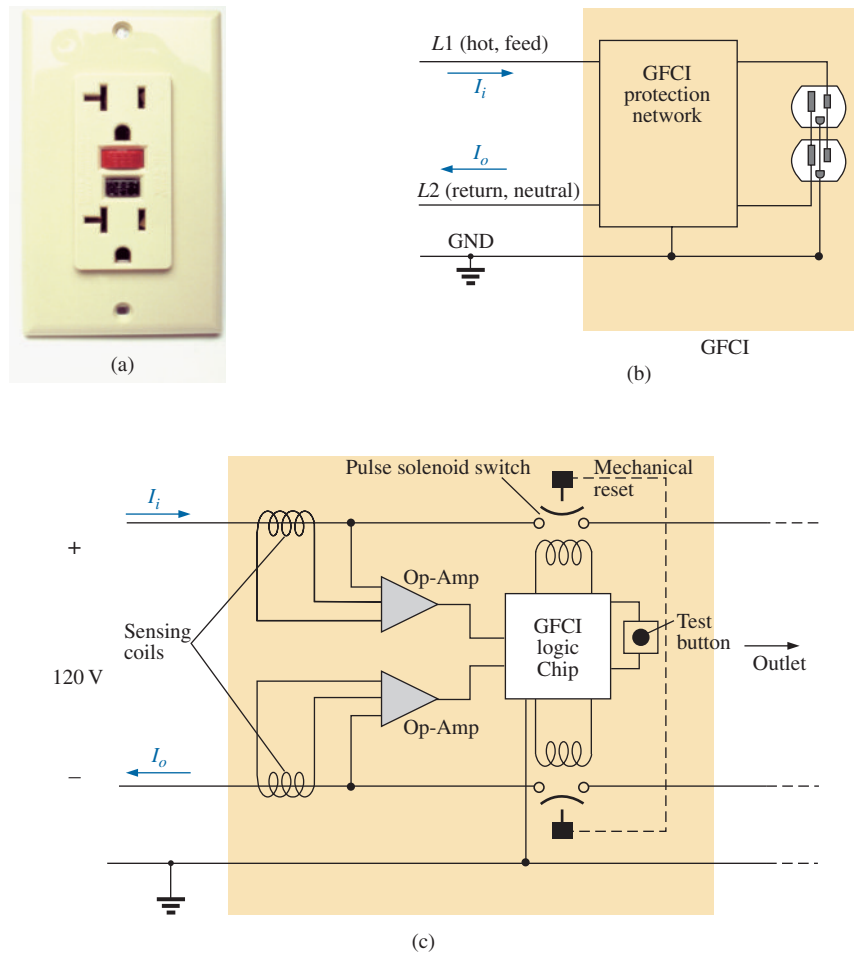 (a)
L1 (hot, feed)
Ii
GFCI
protection
network
Io
L2 (return, neutral)
GND
GFCI
(b)
Pulse solenoid switch
Mechanical
reset
Ii
+
Op-Amp
Sensing
coils
GFCI
logic
Chip
Test
button
120 V
Outlet
Op-Amp
Io
–
(c)